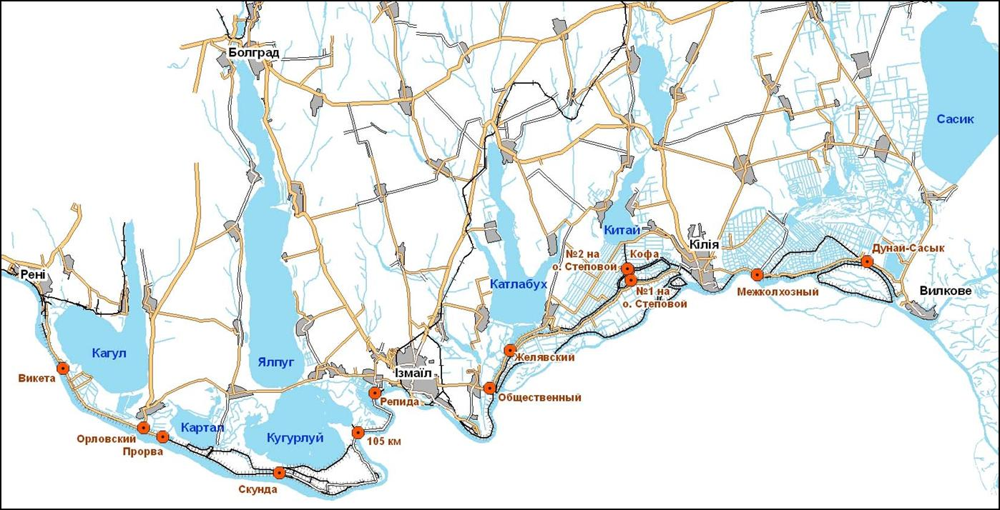 Болград
Сасик
Китай
Кілія
Дунай-Сасык
№2 на
о. Степовой
Кофа
Рені
Катлабух
№1 на
о. Степовой
Межколхозный
Вилкове
Кагул
Ялпуг
Викета
Желявский
Ізмаїл
Общественный
Репида
Картал
Кугурлуй
Орловский
Прорва
105 км
Скунда